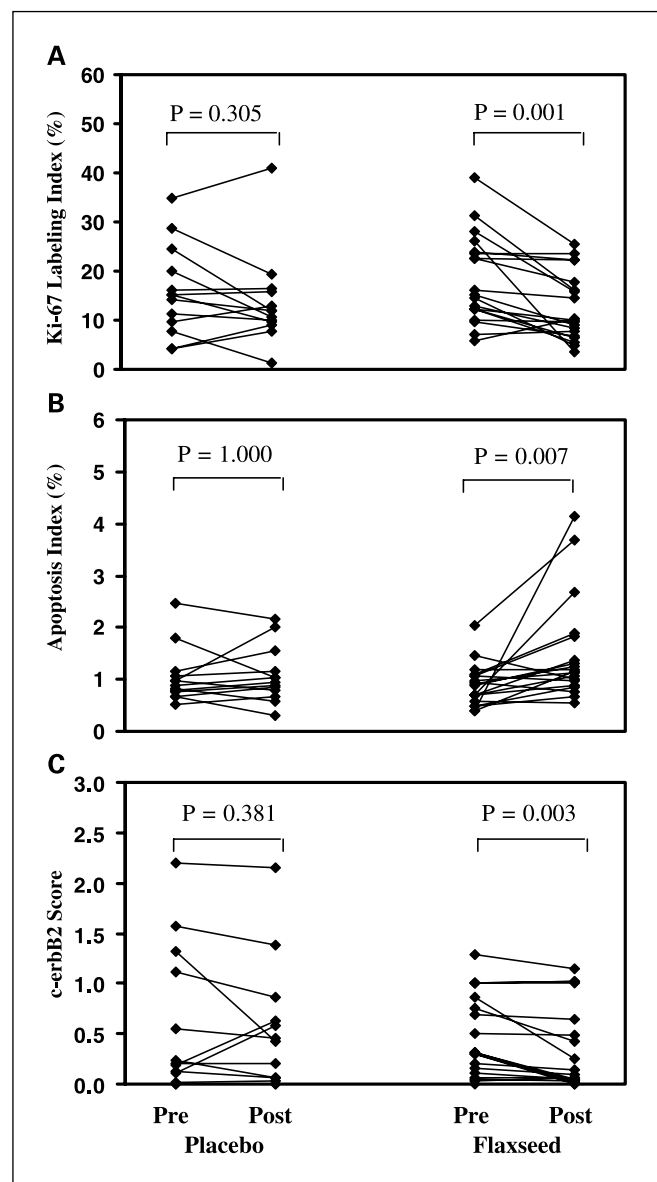 A
Ki-67 Labeling Index (%)
60
50
40
30
20
10
0
P = 0.305
P = 0.001
B
Apoptosis Index (%)
6
5
4
3
2
1
0
P = 1.000
P = 0.007
C
c-erbB2 Score
3.0
2.5
2.0
1.5
1.0
0.5
0.0
P = 0.381
P = 0.003
Pre Post Pre Post
Placebo Flaxseed